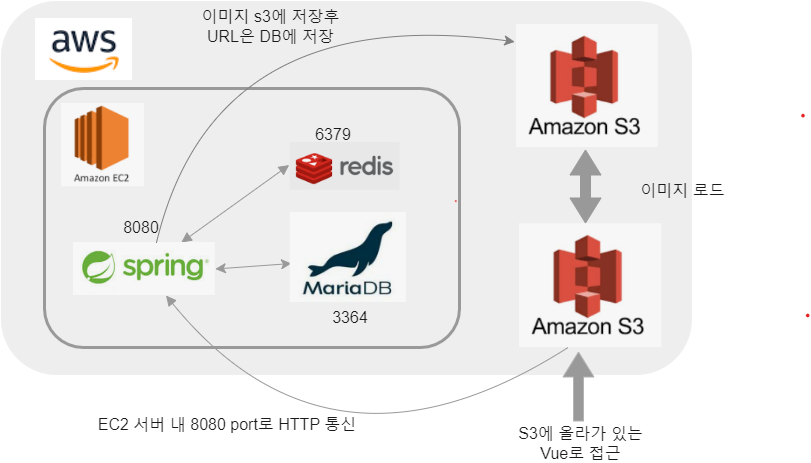 이미지 s3에 저장후
URL은 DB에 저장
aws
Amazon S3
Amazon EC2
6379
redis
이미지 로드
8080
spring
MariaDB
3364
Amazon S3
EC2 서버 내 8080 port로 HTTP 통신
S3에 올라가 있는
Vue로 접근